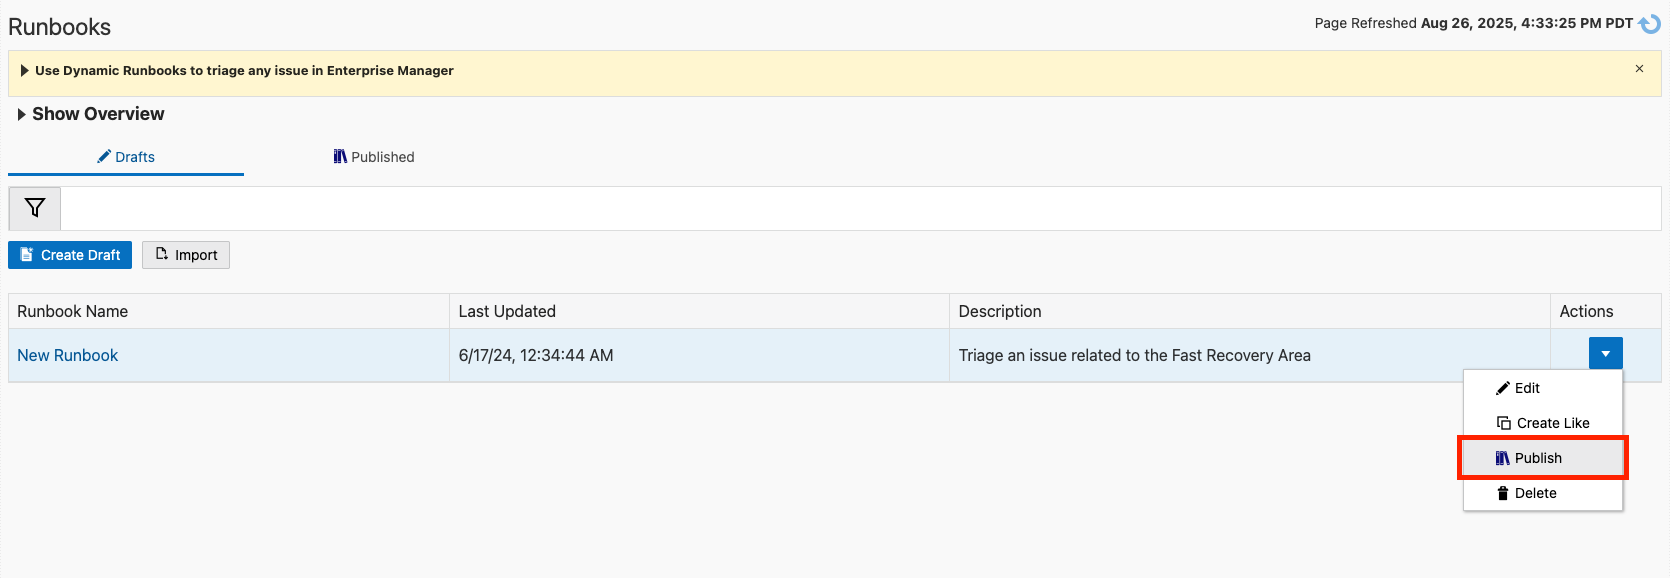 Runbooks
Page Refreshed Aug 26, 2025, 4:33:25 PM PDT
Use Dynamic Runbooks to triage any issue in Enterprise Manager
Show Overview
Drafts Published
Create Draft Import
Runbook Name Last Updated Description Actions
New Runbook 6/17/24, 12:34:44 AM Triage an issue related to the Fast Recovery Area
Edit
Create Like
Publish
Delete